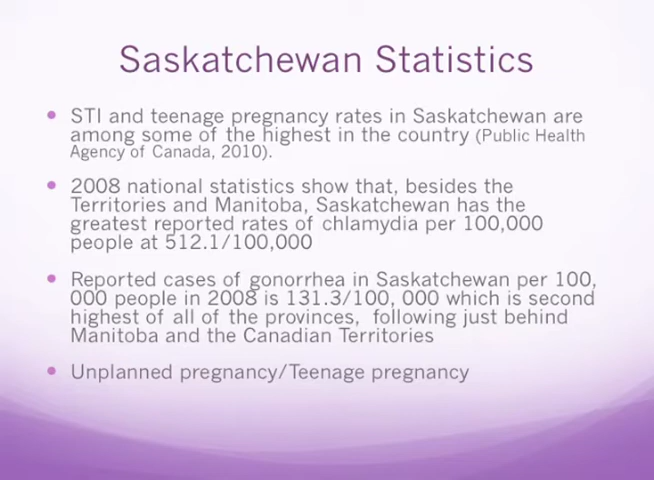 Saskatchewan Statistics
• STI and teenage pregnancy rates in Saskatchewan are
among some of the highest in the country (Public Health
Agency of Canada, 2010).
• 2008 national statistics show that, besides the
Territories and Manitoba, Saskatchewan has the
greatest reported rates of chlamydia per 100,000
people at 512.1/100,000
• Reported cases of gonorrhea in Saskatchewan per 100,
000 people in 2008 is 131.3/100, 000 which is second
highest of all of the provinces, following just behind
Manitoba and the Canadian Territories
• Unplanned pregnancy/Teenage pregnancy